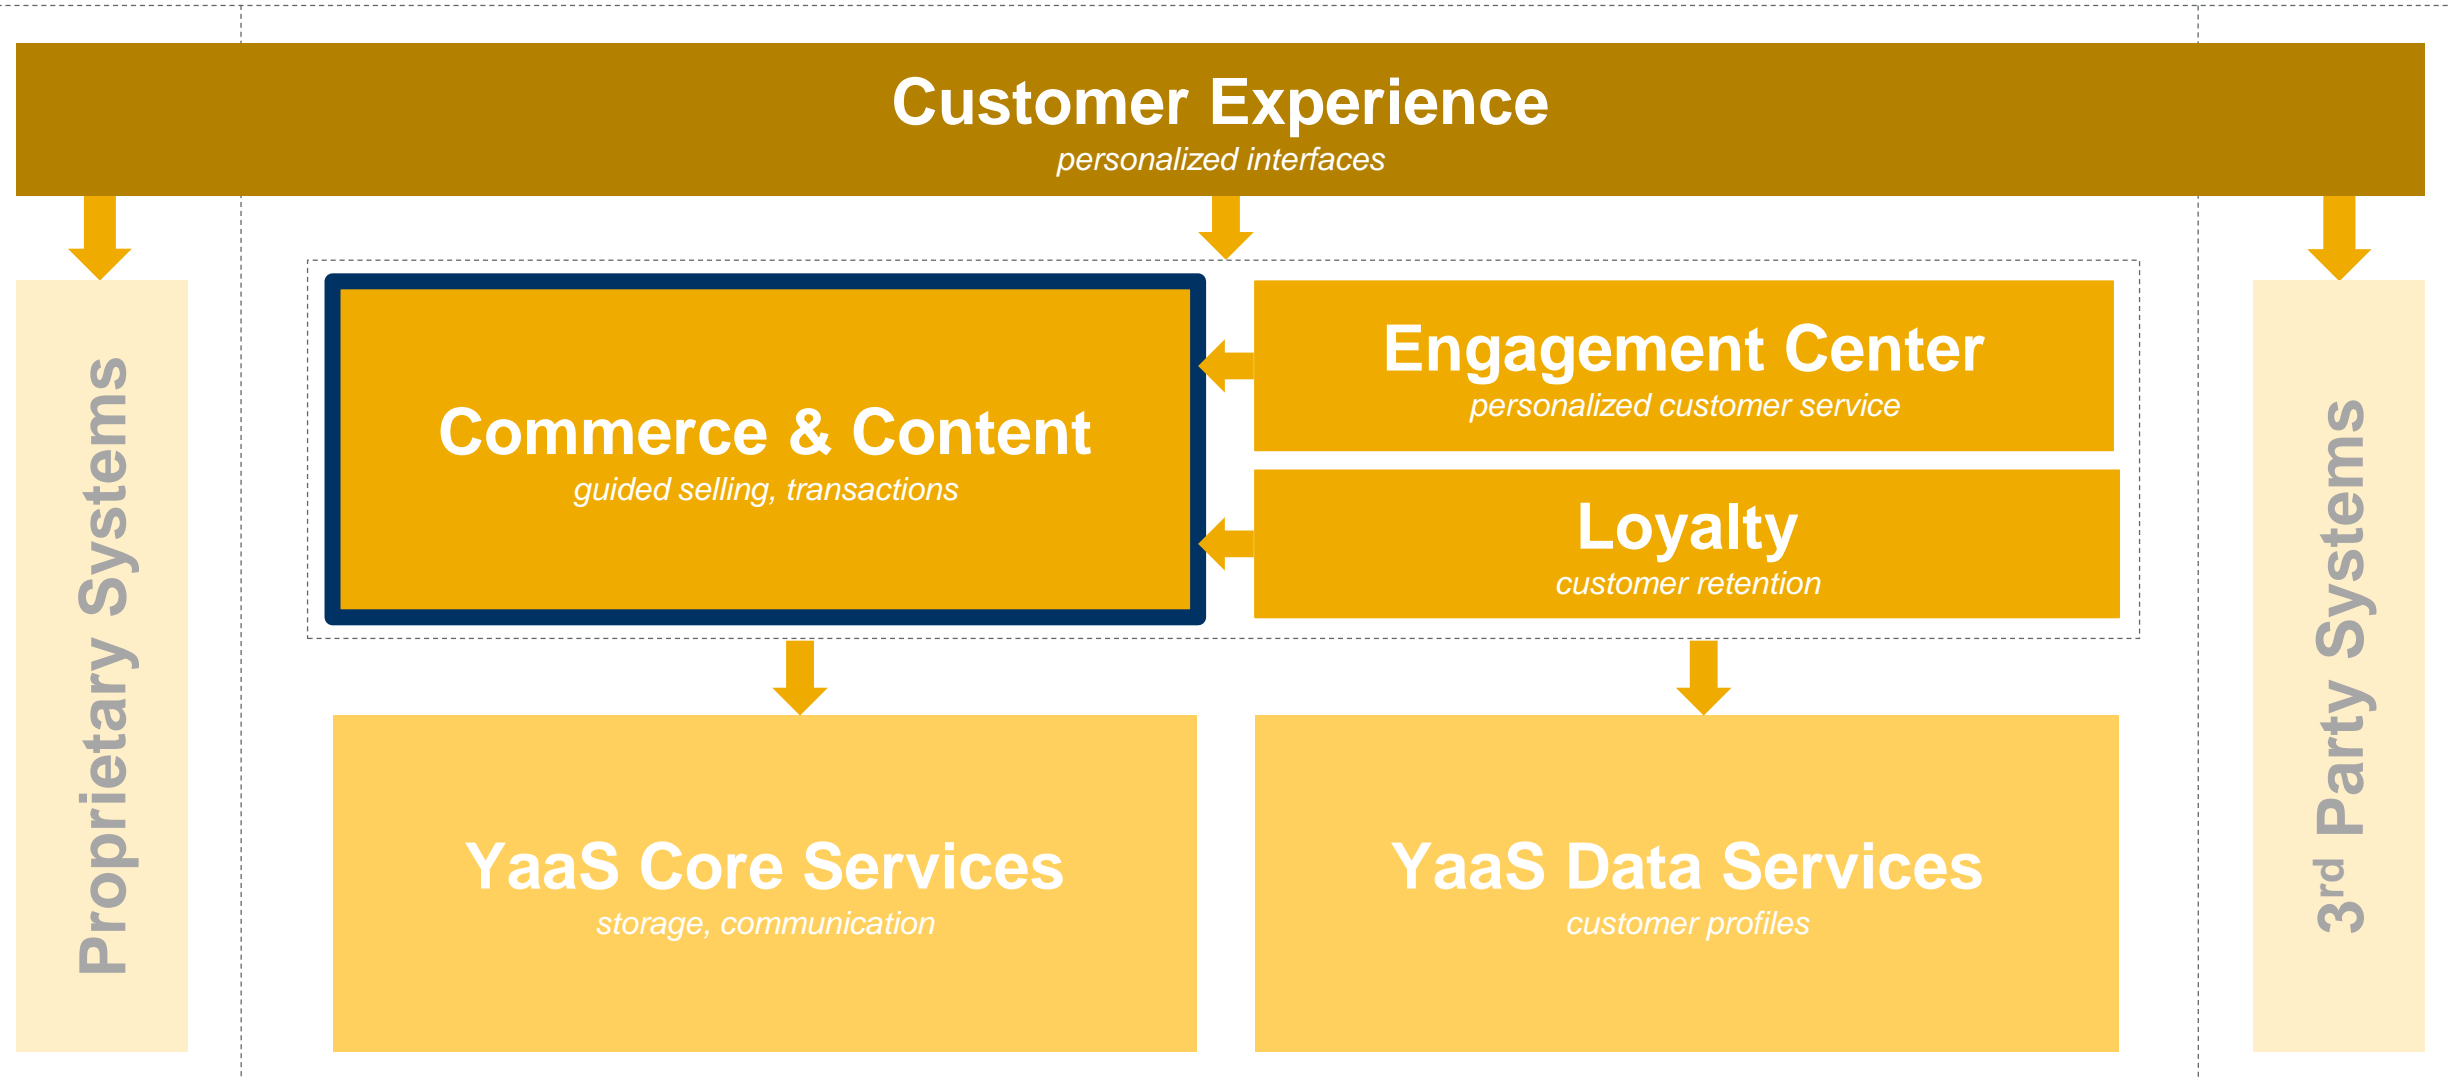 Customer Experience
personalized interfaces
Proprietary Systems
Commerce & Content
guided selling, transactions
Engagement Center
personalized customer service
Loyalty
customer retention
3rd Party Systems
YaaS Core Services
storage, communication
YaaS Data Services
customer profiles